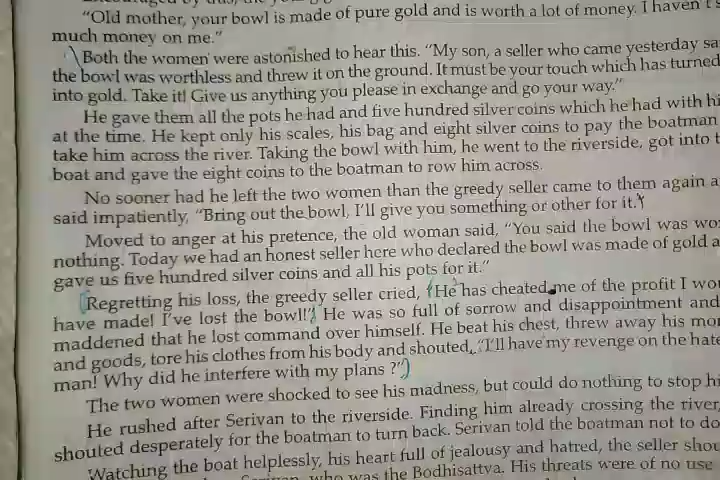 "Old mother, your bowl is made of pure gold and is worth a lot of money. I haven't
much money on me."
Both the women were astonished to hear this. "My son, a seller who came yesterday sa
the bowl was worthless and threw it on the ground. It must be your touch which has turned
into gold. Take it! Give us anything you please in exchange and go your way."
He gave them all the pots he had and five hundred silver coins which he had with hi
at the time. He kept only his scales, his bag and eight silver coins to pay the boatman
take him across the river. Taking the bowl with him, he went to the riverside, got into t
boat and gave the eight coins to the boatman to row him across.
No sooner had he left the two women than the greedy seller came to them again a
said impatiently, "Bring out the bowl, I'll give you something or other for it."
Moved to anger at his pretence, the old woman said, "You said the bowl was wo
nothing. Today we had an honest seller here who declared the bowl was made of gold a
gave us five hundred silver coins and all his pots for it."
Regretting his loss, the greedy seller cried, "He has cheated me of the profit I wou
have made! I've lost the bowl!" He was so full of sorrow and disappointment and
maddened that he lost command over himself. He beat his chest, threw away his mo
and goods, tore his clothes from his body and shouted, "I'll have my revenge on the hate
man! Why did he interfere with my plans ?"
The two women were shocked to see his madness, but could do nothing to stop hi
He rushed after Serivan to the riverside. Finding him already crossing the river,
shouted desperately for the boatman to turn back. Serivan told the boatman not to do
Watching the boat helplessly, his heart full of jealousy and hatred, the seller shou
who was the Bodhisattva. His threats were of no use